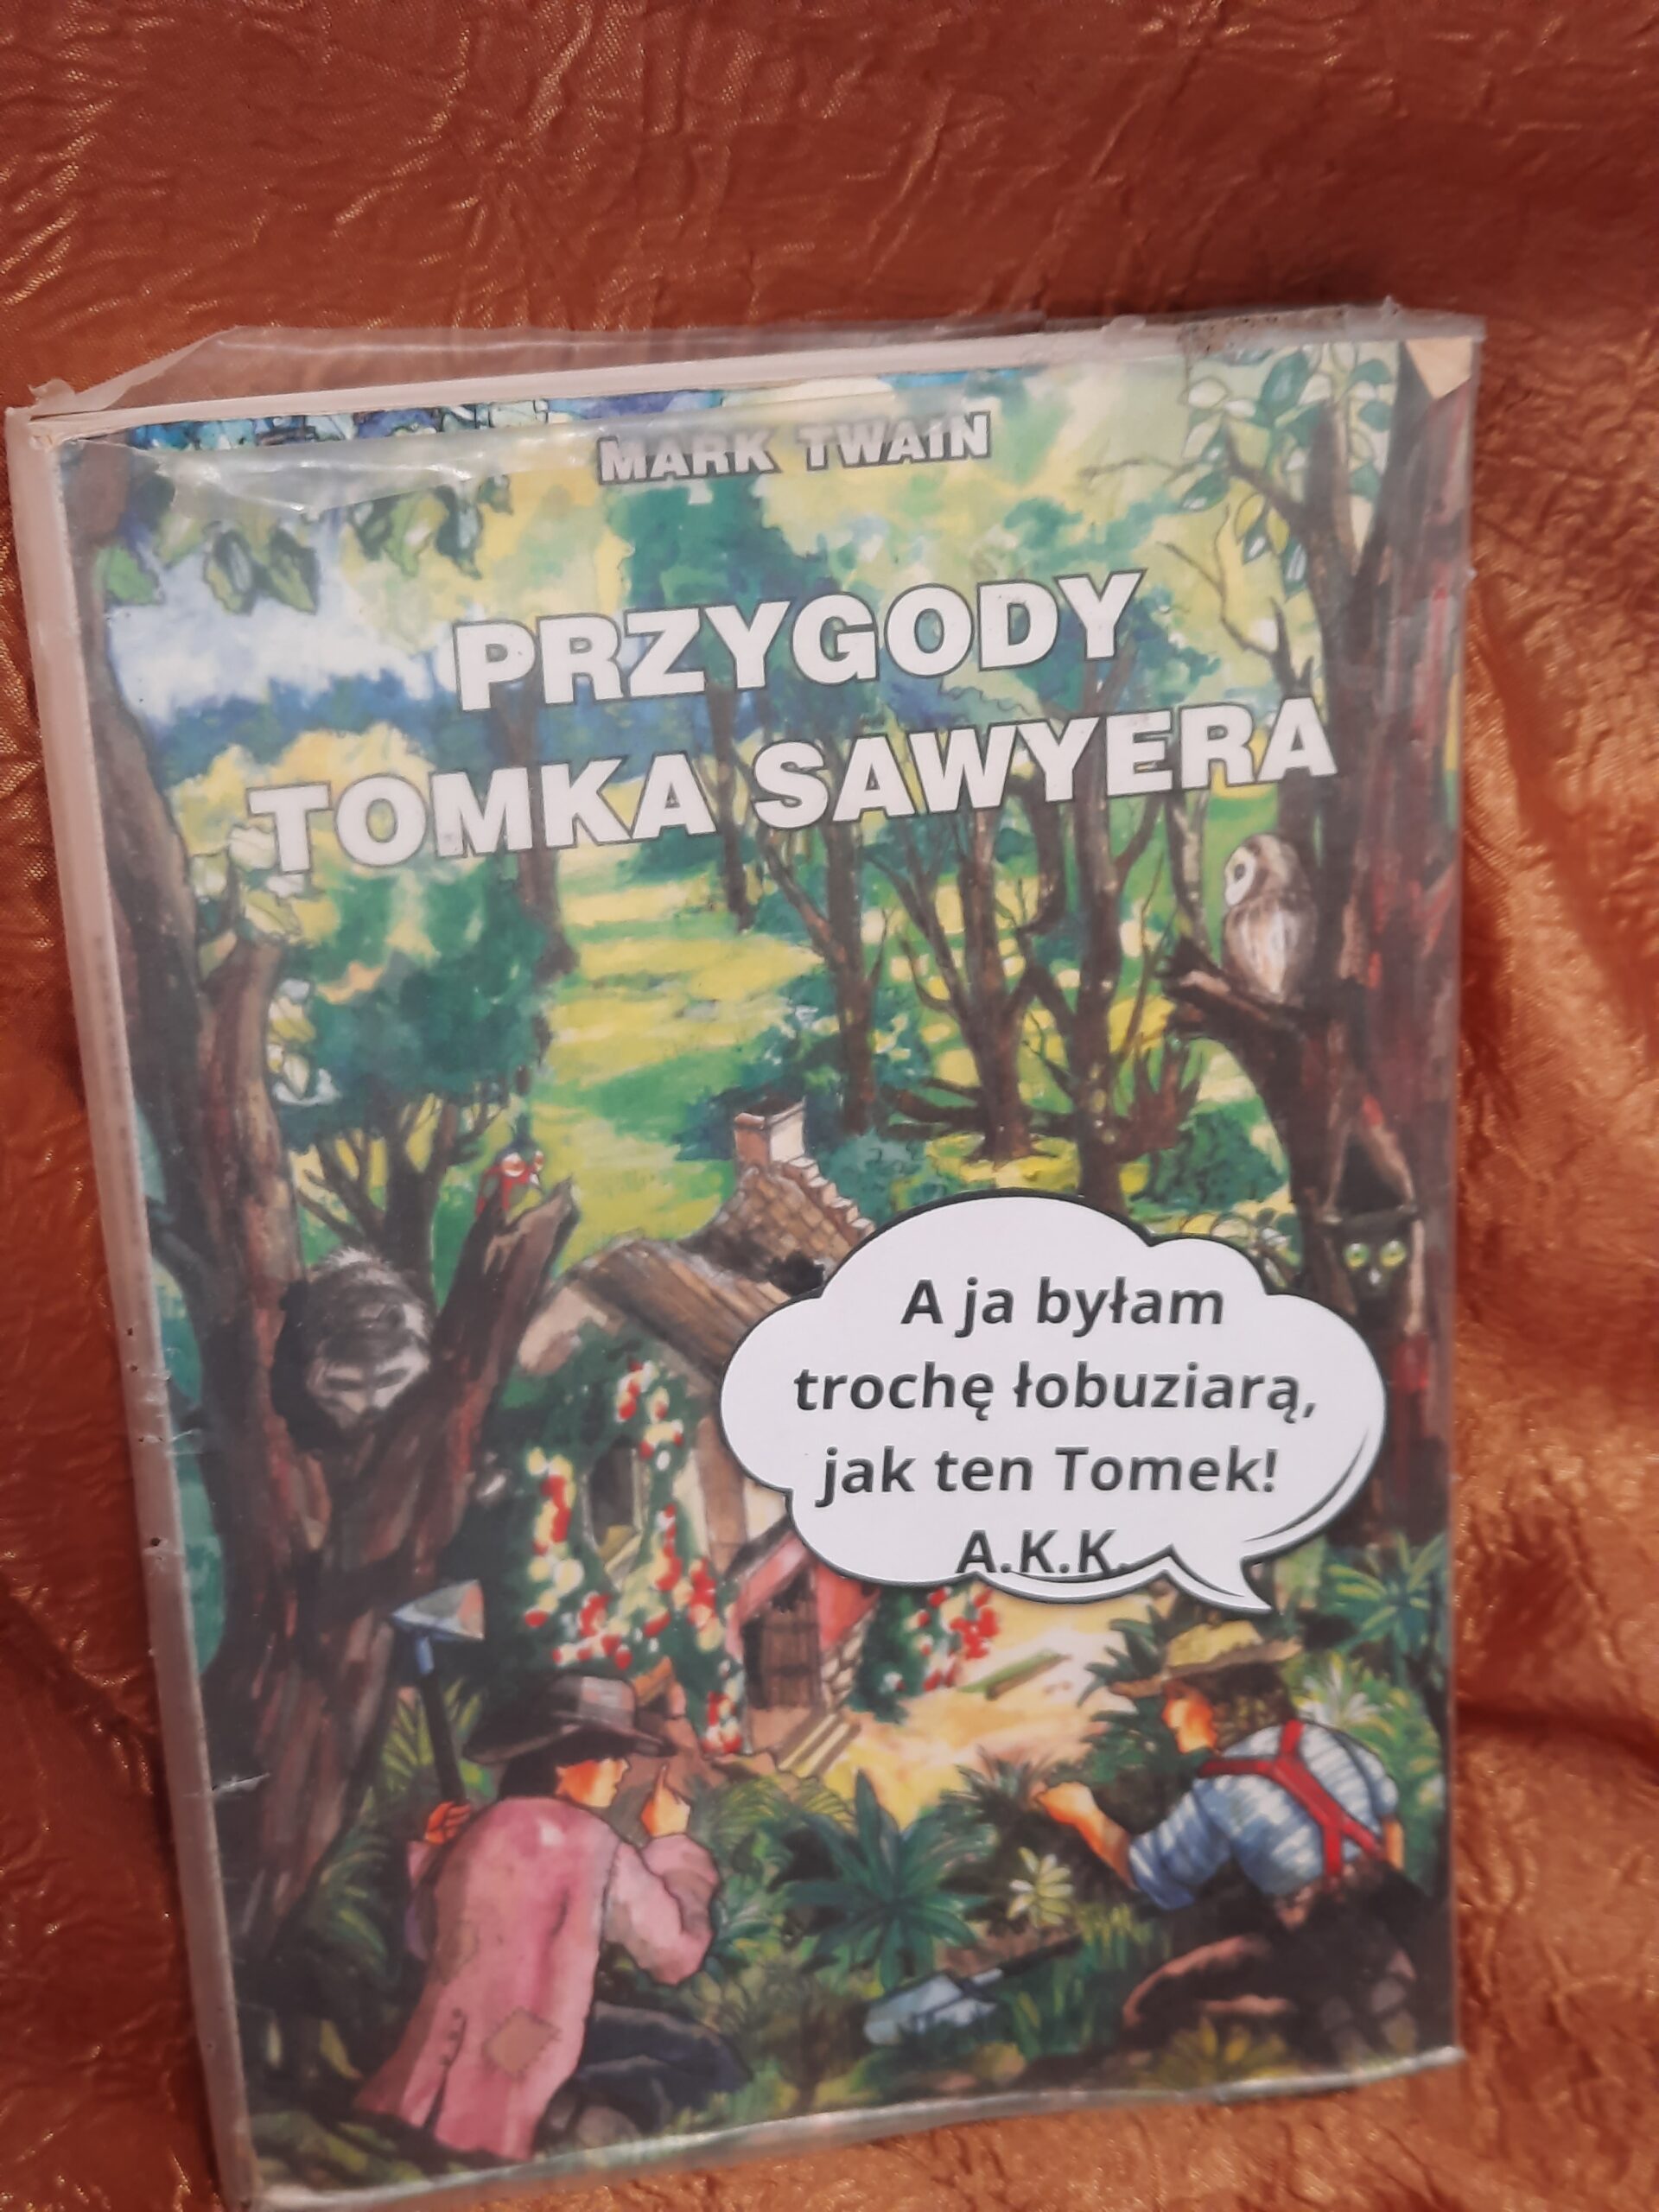 MARK TWAIN
PRZYGODY
TOMKA SAWYERA
A ja byłam
trochę łobuziarą,
jak ten Tomek!
A.K.K.